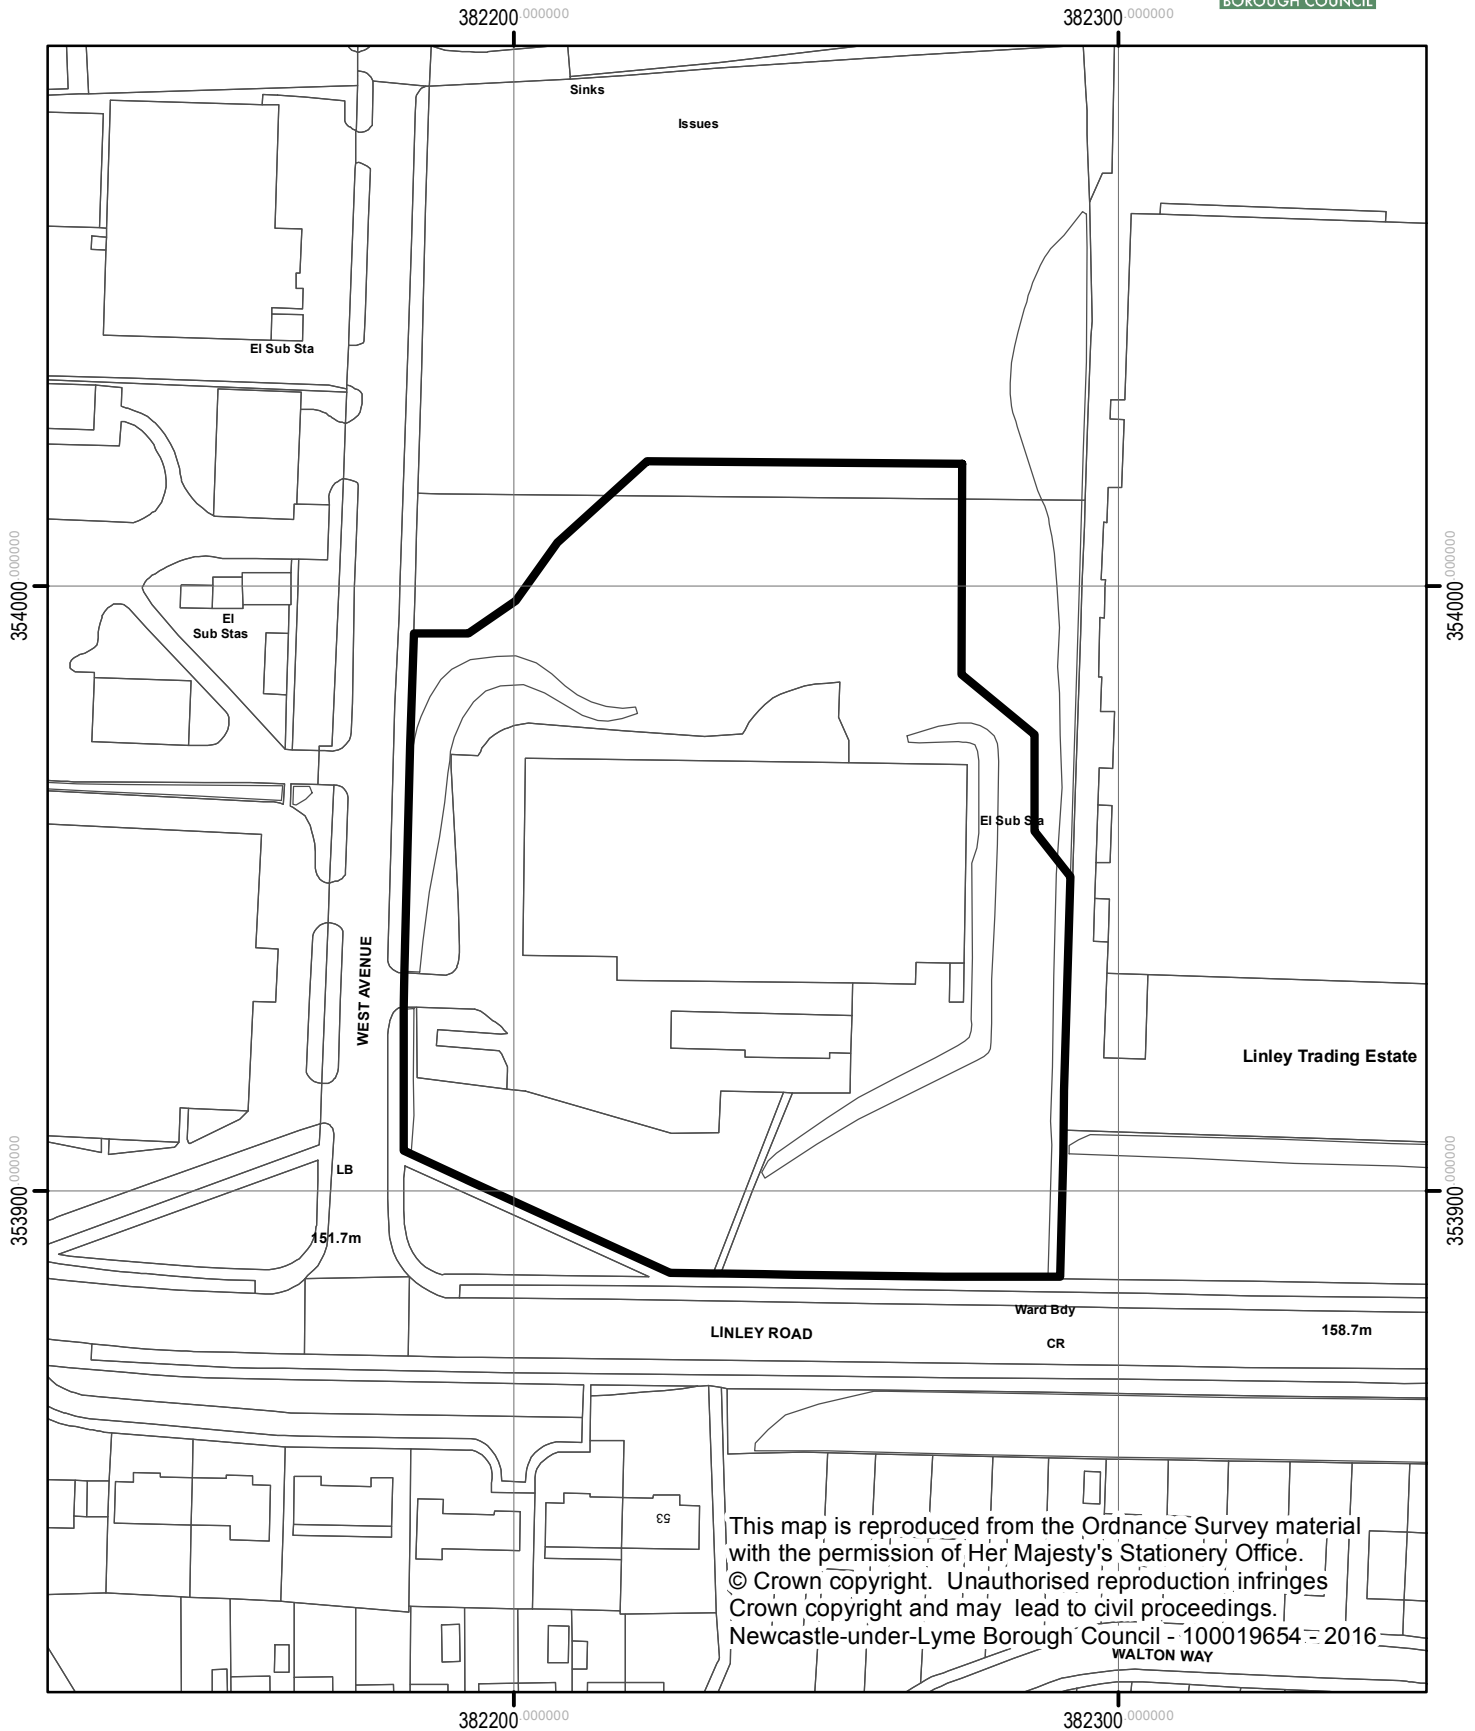 BOROUGH COUNCIL
382200.000000
382300.000000
Sinks
Issues
El Sub Sta
354000.000000
354000.000000
El
Sub Stas
El Sub Sta
WEST AVENUE
Linley Trading Estate
LB
353900.000000
353900.000000
151.7m
Ward Bdy
LINLEY ROAD
158.7m
CR
53
This map is reproduced from the Ordnance Survey material
with the permission of Her Majesty's Stationery Office.
© Crown copyright. Unauthorised reproduction infringes
Crown copyright and may lead to civil proceedings.
Newcastle-under-Lyme Borough Council - 100019654 - 2016
WALTON WAY
382200.000000
382300.000000